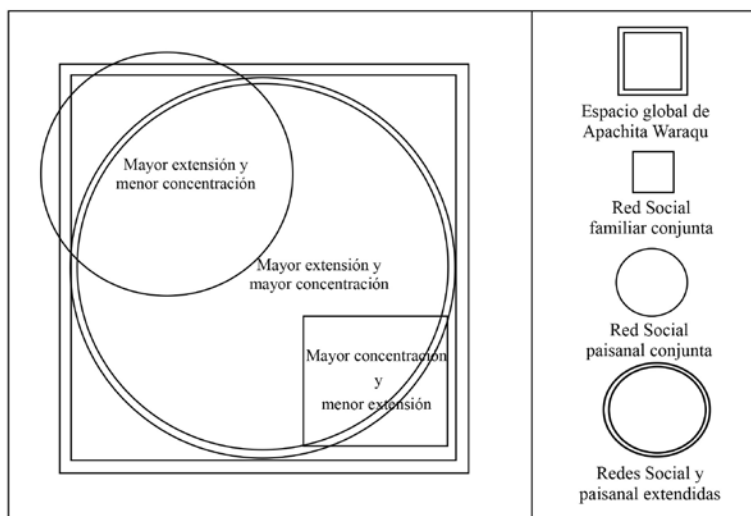 Mayor extensión y
menor concentración
Mayor extensión y
mayor concentración
Mayor concentración
y
menor extensión
Espacio global de
Apachita Waraqu
Red Social
familiar conjunta
Red Social
paisanal conjunta
Redes Social y
paisanal extendidas